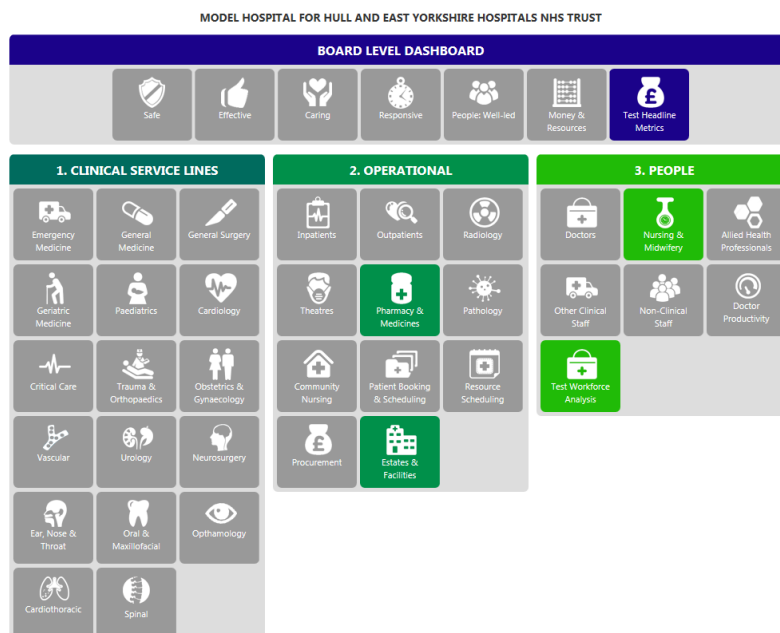 MODEL HOSPITAL FOR HULL AND EAST YORKSHIRE HOSPITALS NHS TRUST
BOARD LEVEL DASHBOARD
Safe
Effective
Caring
Responsive
People: Well-led
Money &
Resources
£
Test Headline
Metrics
1. CLINICAL SERVICE LINES
Emergency
Medicine
General
Medicine
General Surgery
Geriatric
Medicine
Paediatrics
Cardiology
Critical Care
Trauma &
Orthopaedics
Obstetrics &
Gynaecology
Vascular
Urology
Neurosurgery
Ear, Nose &
Throat
Oral &
Maxillofacial
Opthamology
Cardiothoracic
Spinal
2. OPERATIONAL
Inpatients
Outpatients
Radiology
Theatres
Pharmacy &
Medicines
Pathology
Community
Nursing
Patient Booking
& Scheduling
Resource
Scheduling
£
Procurement
Estates &
Facilities
3. PEOPLE
Doctors
Nursing &
Midwifery
Allied Health
Professionals
Other Clinical
Staff
Non-Clinical
Staff
Doctor
Productivity
Test Workforce
Analysis